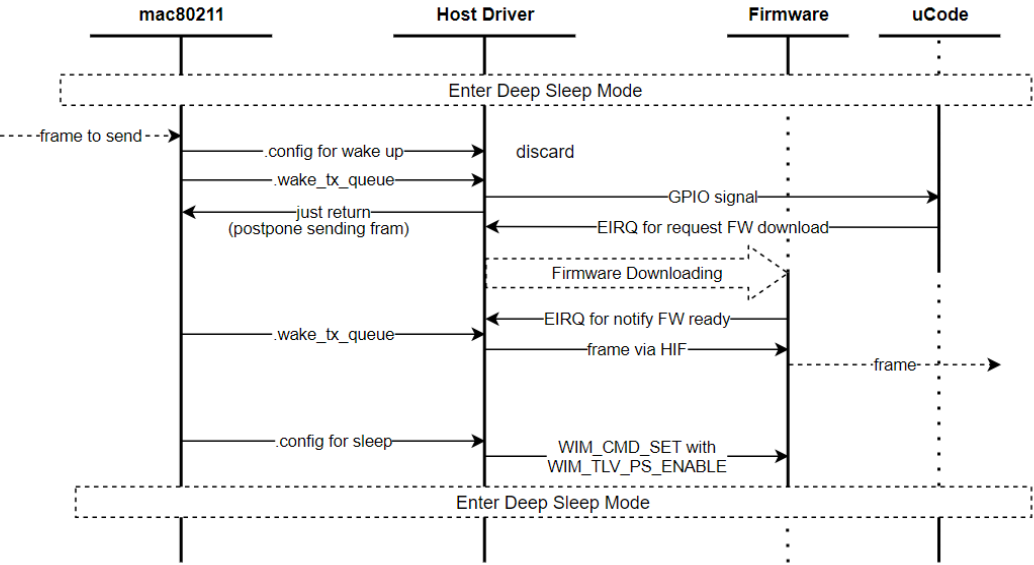 mac80211
Host Driver
Firmware
uCode
Enter Deep Sleep Mode
frame to send
.config for wake up
discard
.wake_tx_queue
GPIO signal
just return
(postpone sending fram)
EIRQ for request FW download
Firmware Downloading
EIRQ for notify FW ready
.wake_tx_queue
frame via HIF
frame
.config for sleep
WIM_CMD_SET with
WIM_TLV_PS_ENABLE
Enter Deep Sleep Mode